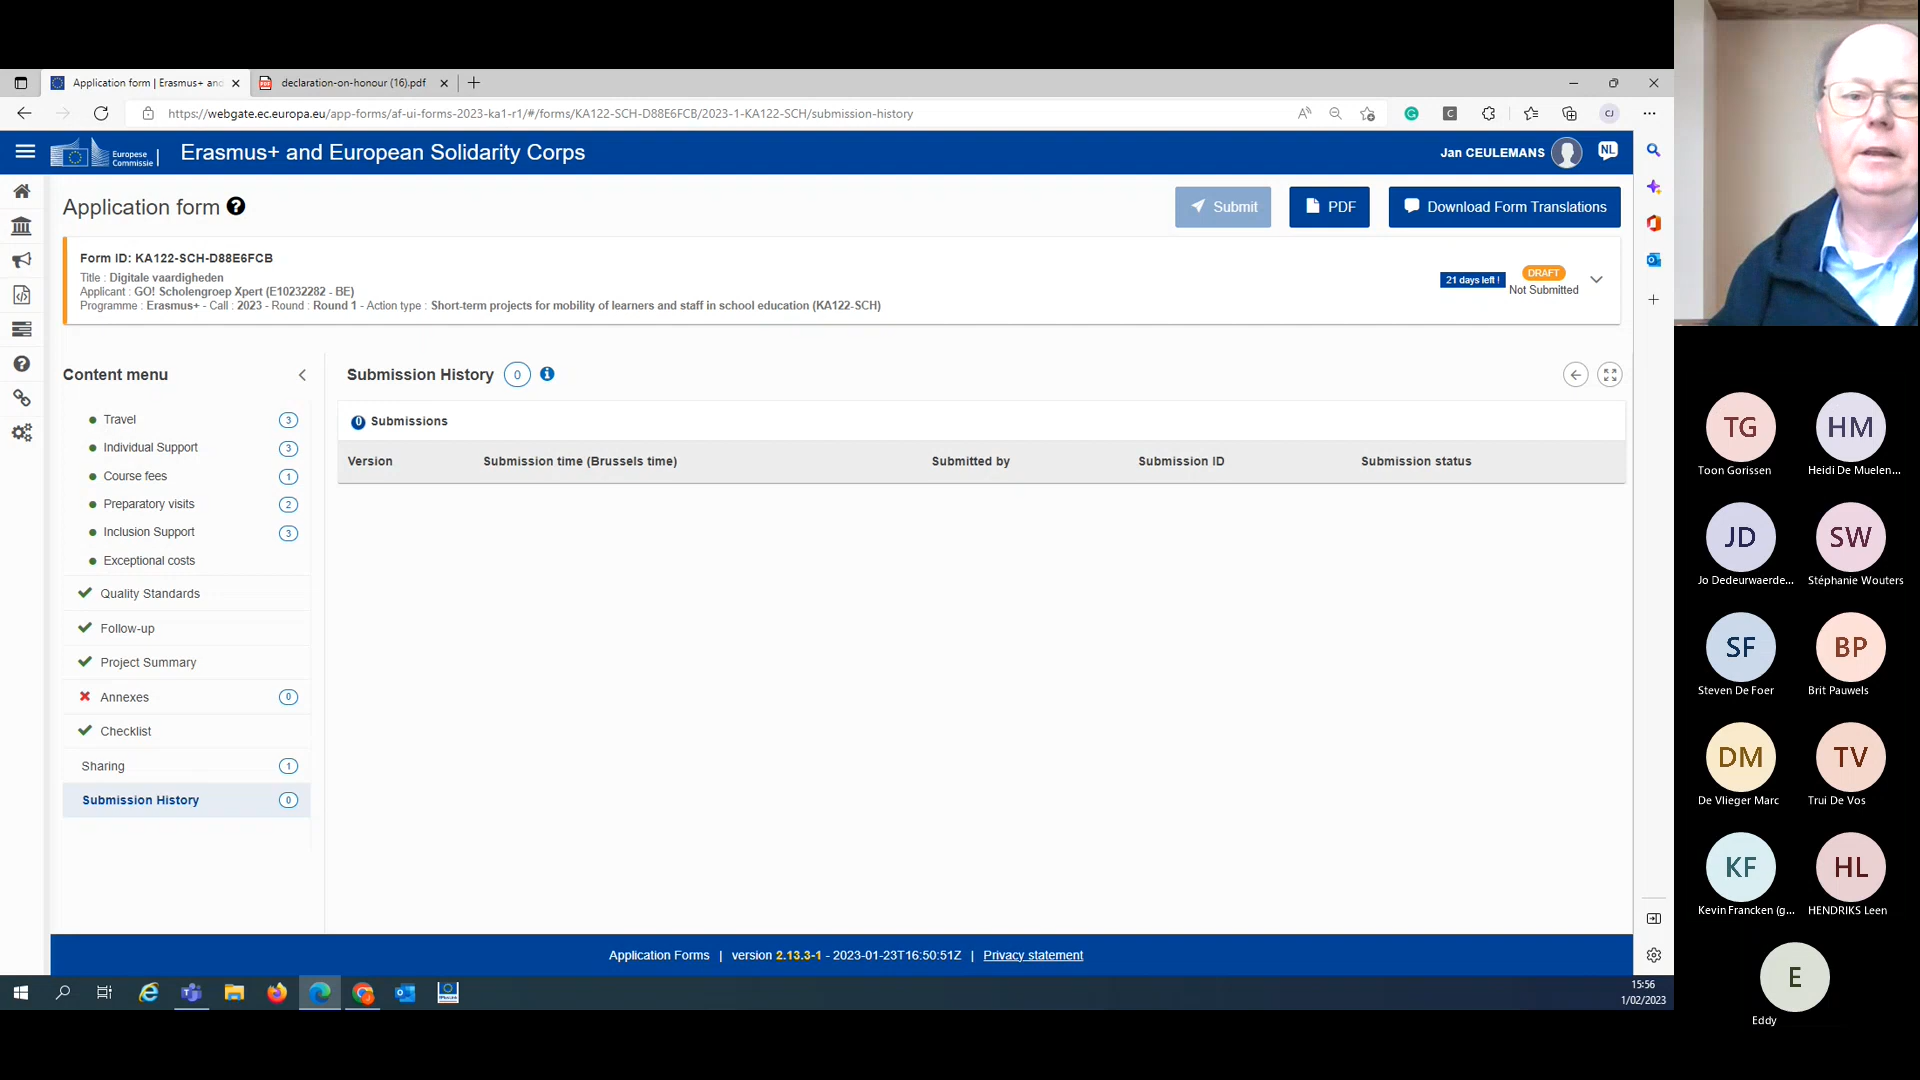 Application form | Erasmus+ and
declaration-on-honour (16).pdf
https://webgate.ec.europa.eu/app-forms/af-ui-forms-2023-ka1-r1/#/forms/KA122-SCH-D88E6FCB/2023-1-KA122-SCH/submission-history
CJ
Europese
Commissie
Erasmus+ and European Solidarity Corps
Jan CEULEMANS
NL
Application form
Submit
PDF
Download Form Translations
Form ID: KA122-SCH-D88E6FCB
Title : Digitale vaardigheden
Applicant : GO! Scholengroep Xpert (E10232282 - BE)
Programme : Erasmus+ - Call : 2023 - Round : Round 1 - Action type : Short-term projects for mobility of learners and staff in school education (KA122-SCH)
21 days left !
DRAFT
Not Submitted
Content menu
Travel 3
Individual Support 3
Course fees 1
Preparatory visits 2
Inclusion Support 3
Exceptional costs
Quality Standards
Follow-up
Project Summary
Annexes 0
Checklist
Sharing 1
Submission History 0
Submission History 0
0 Submissions
Version Submission time (Brussels time) Submitted by Submission ID Submission status
Application Forms | version 2.13.3-1 - 2023-01-23T16:50:51Z | Privacy statement
15:56
1/02/2023
TG HM
Toon Gorissen Heidi De Muelen...
JD SW
Jo Dedeurwaerde... Stéphanie Wouters
SF BP
Steven De Foer Brit Pauwels
DM TV
De Vlieger Marc Trui De Vos
KF HL
Kevin Francken (g... HENDRIKS Leen
E
Eddy